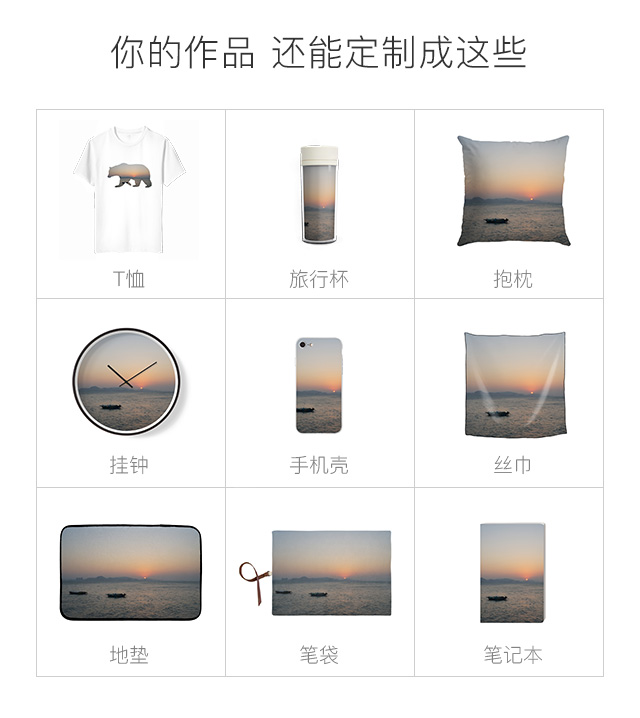 你的作品 还能定制成这些
T恤
旅行杯
抱枕
挂钟
手机壳
丝巾
地垫
笔袋
笔记本